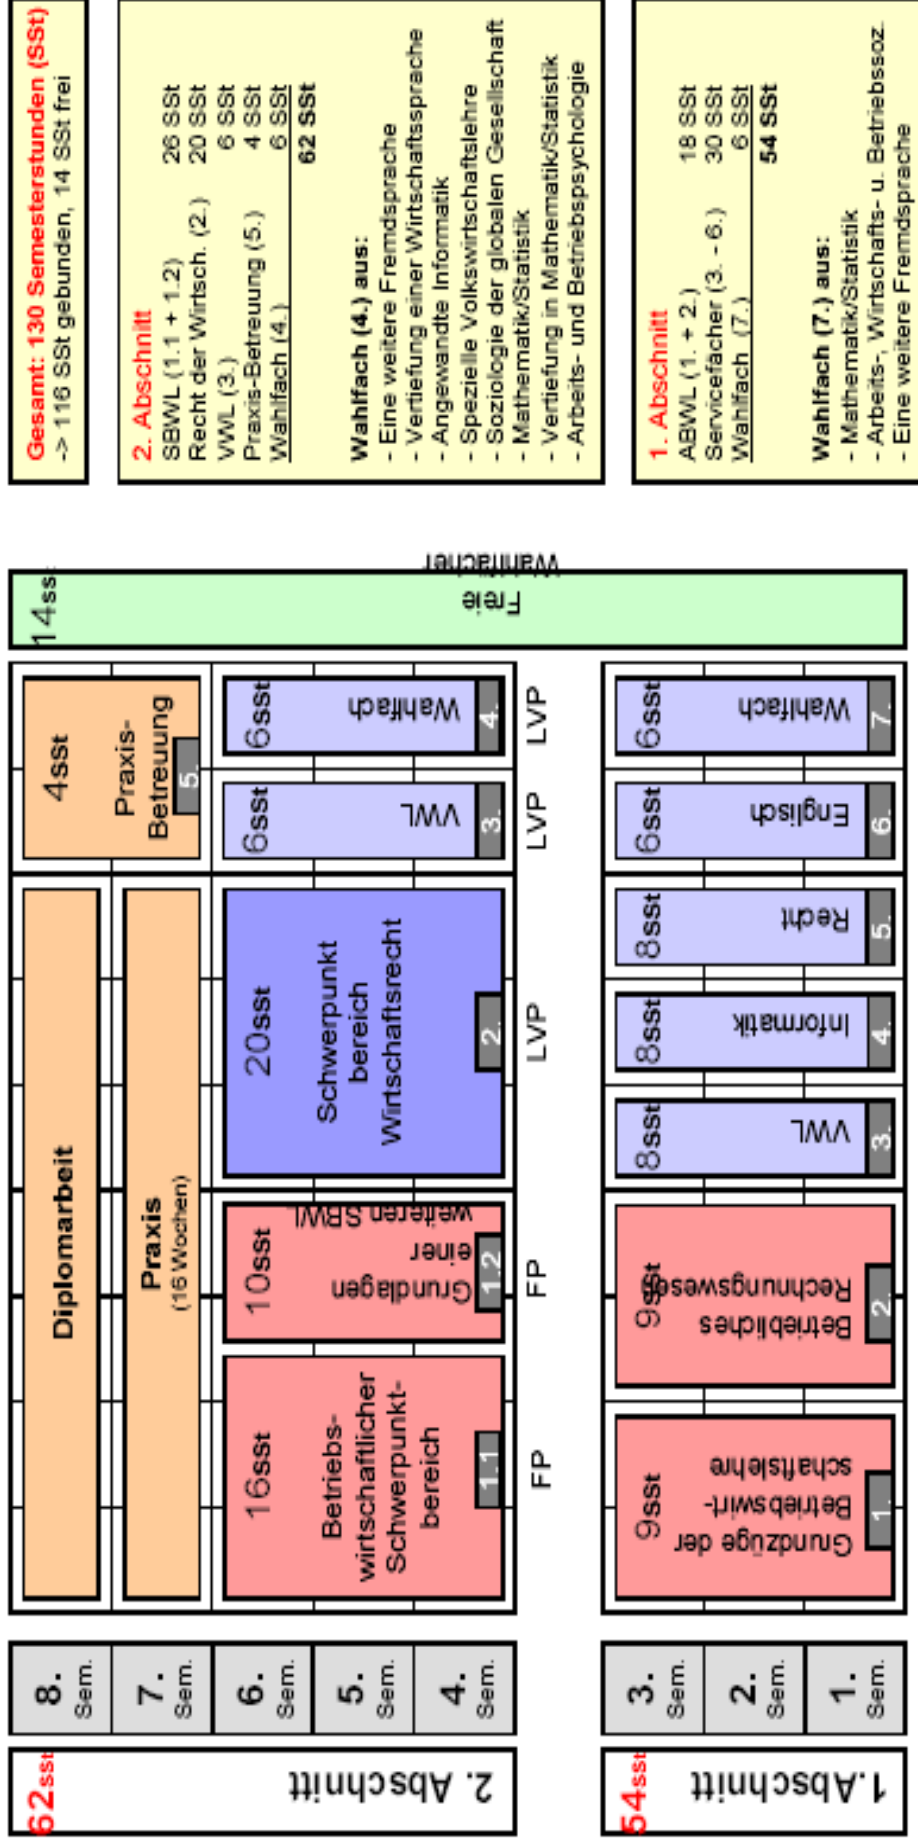 62sst
2. Abschnitt
8.
Sem.
7.
Sem.
6.
Sem.
5.
Sem.
4.
Sem.
Diplomarbeit
Praxis
(16 Wochen)
4sst
Praxis-
Betreuung
5.
16sst
Betriebs-
wirtschaftlicher
Schwerpunkt-
bereich
1.1
10sst
Grundlagen
einer
weiteren SBWL
1.2
20sst
Schwerpunkt
bereich
Wirtschaftsrecht
2.
6sst
VWL
3.
6sst
Wahlfach
4.
FP
FP
LVP
LVP
LVP
14sst
Freie
Wahlfächer
54sst
1.Abschnitt
3.
Sem.
2.
Sem.
1.
Sem.
9sst
Grundzüge der
Betriebswirt-
schaftslehre
1.
9sst
Betriebliches
Rechnungswesen
2.
8sst
VWL
3.
8sst
Informatik
4.
8sst
Recht
5.
6sst
Englisch
6.
6sst
Wahlfach
7.
Gesamt: 130 Semesterstunden (SSt)
-> 116 SSt gebunden, 14 SSt frei
2. Abschnitt
SBWL (1.1 + 1.2) 26 SSt
Recht der Wirtsch. (2.) 20 SSt
VWL (3.) 6 SSt
Praxis-Betreuung (5.) 4 SSt
Wahlfach (4.) 6 SSt
62 SSt
Wahlfach (4.) aus:
- Eine weitere Fremdsprache
- Vertiefung einer Wirtschaftssprache
- Angewandte Informatik
- Spezielle Volkswirtschaftslehre
- Soziologie der globalen Gesellschaft
- Mathematik/Statistik
- Vertiefung in Mathematik/Statistik
- Arbeits- und Betriebspsychologie
1. Abschnitt
ABWL (1. + 2.) 18 SSt
Servicefächer (3. - 6.) 30 SSt
Wahlfach (7.) 6 SSt
54 SSt
Wahlfach (7.) aus:
- Mathematik/Statistik
- Arbeits-, Wirtschafts- u. Betriebssoz.
- Eine weitere Fremdsprache